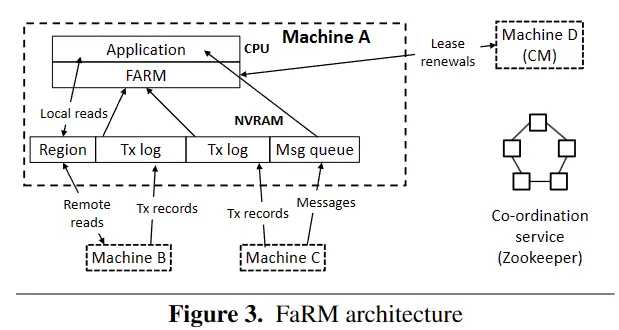 Machine A
Application
CPU
FARM
Lease
renewals
Machine D
(CM)
Local reads
NVRAM
Region
Tx log
Tx log
Msg queue
Remote
reads
Tx records
Tx records
Messages
Machine B
Machine C
Co-ordination
service
(Zookeeper)
Figure 3. FaRM architecture